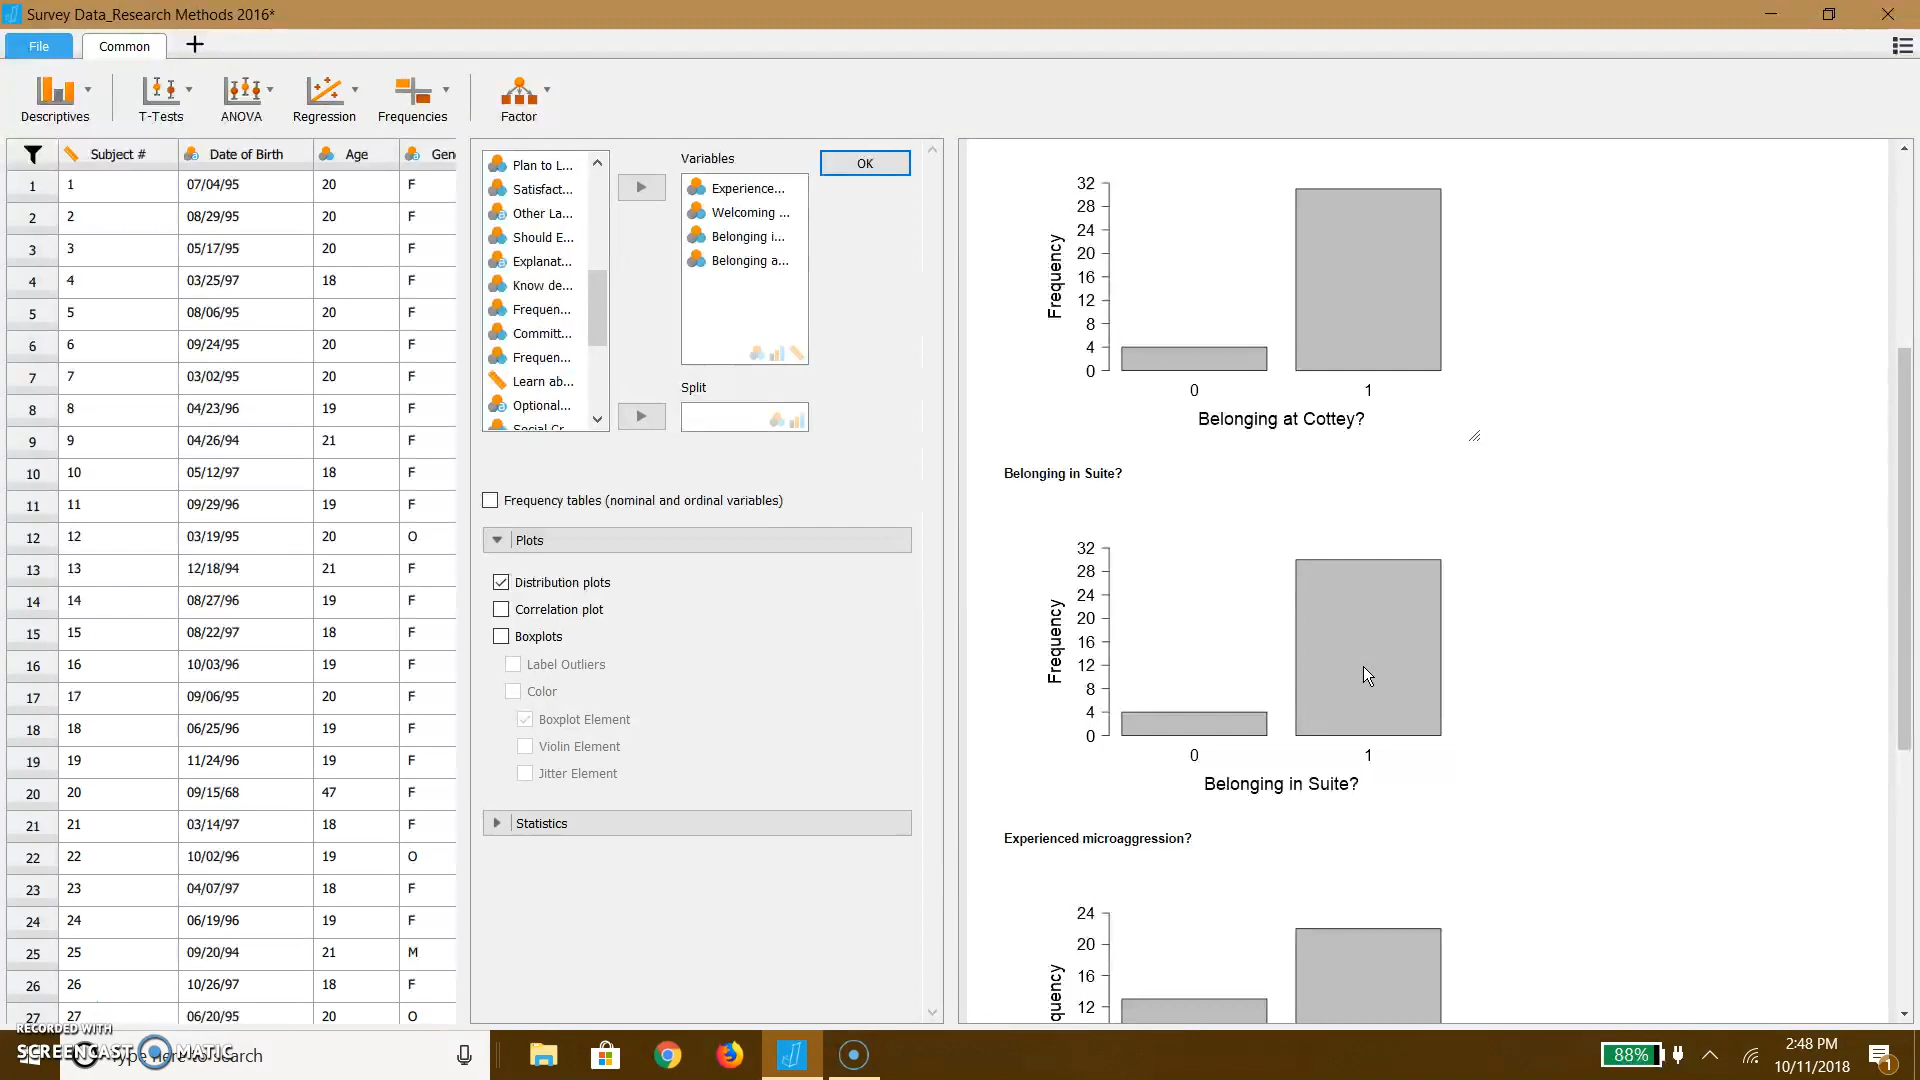 Survey Data_Research Methods 2016*
File
Common
Descriptives
T-Tests
ANOVA
Regression
Frequencies
Factor
Subject # Date of Birth Age Gen
1 1 07/04/95 20 F
2 2 08/29/95 20 F
3 3 05/17/95 20 F
4 4 03/25/97 18 F
5 5 08/06/95 20 F
6 6 09/24/95 20 F
7 7 03/02/95 20 F
8 8 04/23/96 19 F
9 9 04/26/94 21 F
10 10 05/12/97 18 F
11 11 09/29/96 19 F
12 12 03/19/95 20 O
13 13 12/18/94 21 F
14 14 08/27/96 19 F
15 15 08/22/97 18 F
16 16 10/03/96 19 F
17 17 09/06/95 20 F
18 18 06/25/96 19 F
19 19 11/24/96 19 F
20 20 09/15/68 47 F
21 21 03/14/97 18 F
22 22 10/02/96 19 O
23 23 04/07/97 18 F
24 24 06/19/96 19 F
25 25 09/20/94 21 M
26 26 10/26/97 18 F
27 27 06/20/95 20 O
Plan to L...
Satisfact...
Other La...
Should E...
Explanat...
Know de...
Frequen...
Committ...
Frequen...
Learn ab...
Optional...
Social Cr...
Variables
Experience...
Welcoming ...
Belonging i...
Belonging a...
OK
Split
Frequency tables (nominal and ordinal variables)
Plots
Distribution plots
Correlation plot
Boxplots
Label Outliers
Color
Boxplot Element
Violin Element
Jitter Element
Statistics
32
28
24
20
16
12
8
4
0
Frequency
0 1
Belonging at Cottey?
Belonging in Suite?
32
28
24
20
16
12
8
4
0
Frequency
0 1
Belonging in Suite?
Experienced microaggression?
24
20
16
12
quency
RECORDED WITH
SCREENCAST MATIC
Type here to search
88%
2:48 PM
10/11/2018
1